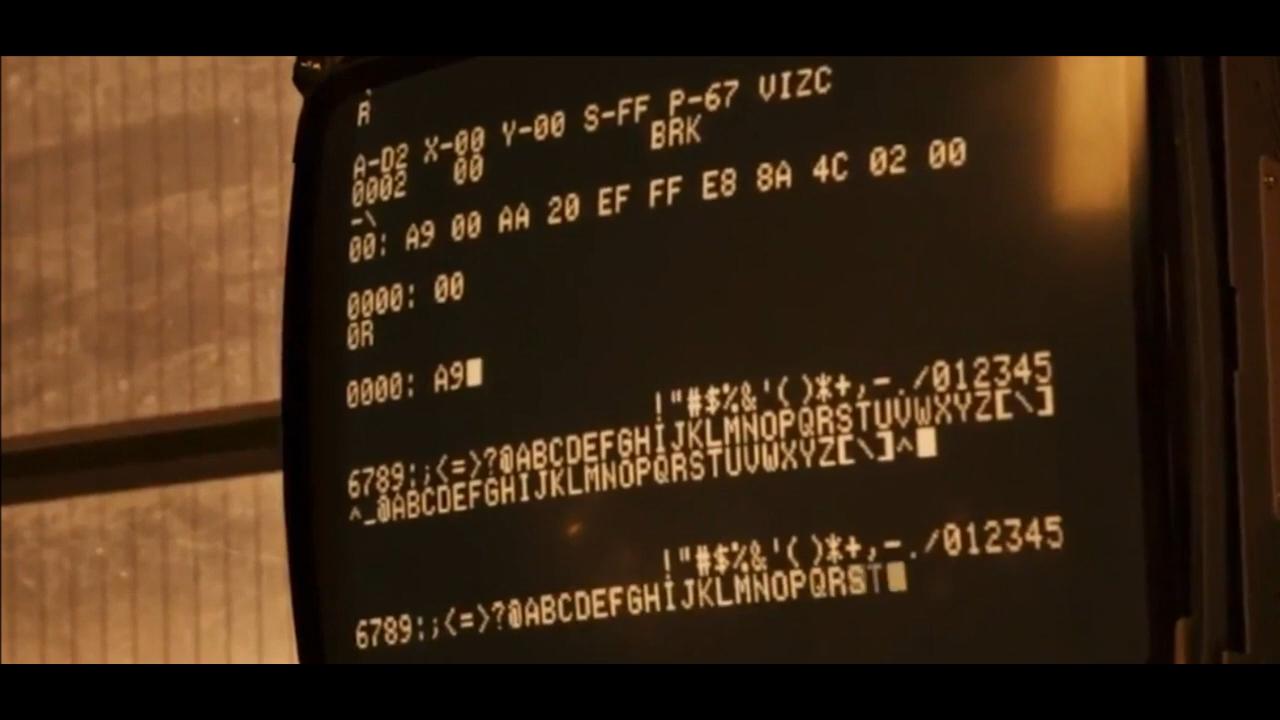 R
A-D2 X-00 Y-00 S-FF P-67 VIZC
0002 00 BRK
-\
00: A9 00 AA 20 EF FF E8 8A 4C 02 00
0000: 00
0R
0000: A9
!"#$%&'()*+,-./012345
6789:;<=>?@ABCDEFGHIJKLMNOPQRSTUVWXYZ[\]
^_@ABCDEFGHIJKLMNOPQRSTUVWXYZ[\]^
!"#$%&'()*+,-./012345
6789:;<=>?@ABCDEFGHIJKLMNOPQRST